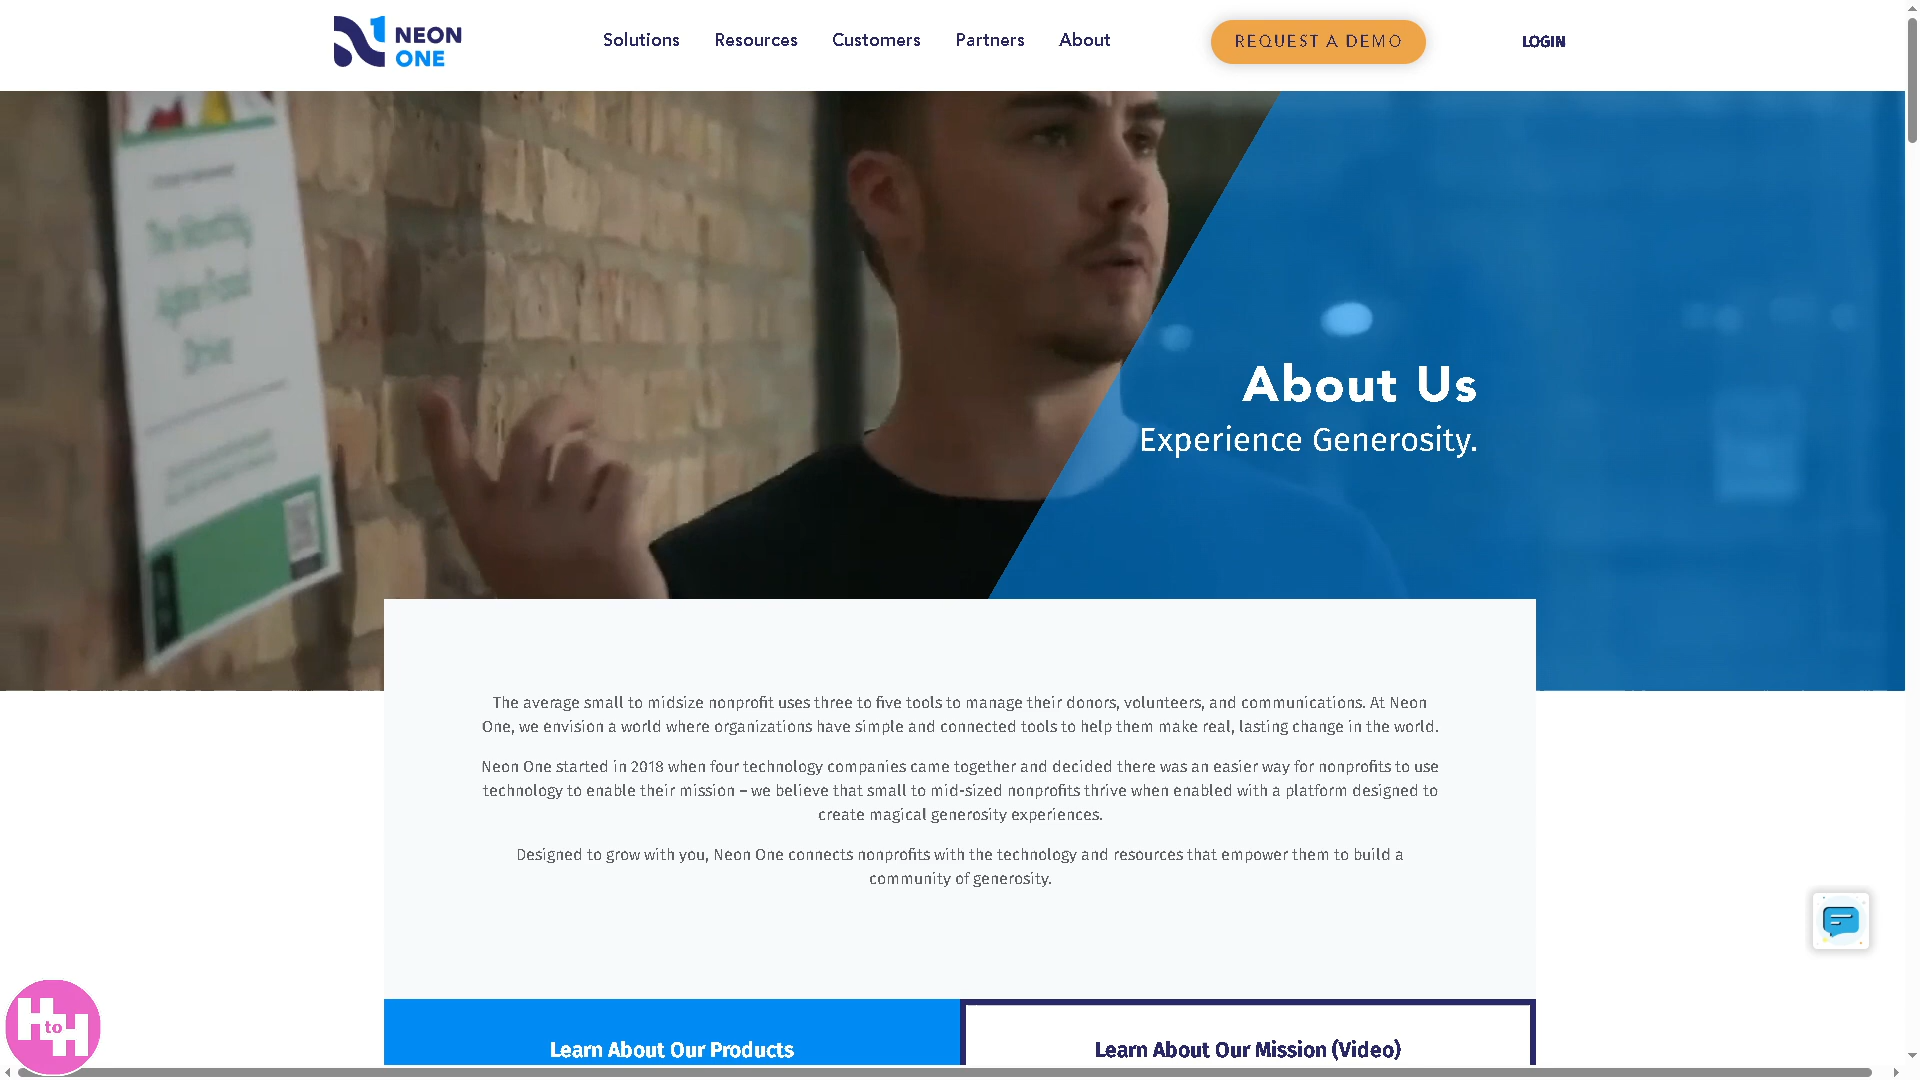 NEON
ONE
Solutions
Resources
Customers
Partners
About
REQUEST A DEMO
LOGIN
About Us
Experience Generosity.
The average small to midsize nonprofit uses three to five tools to manage their donors, volunteers, and communications. At Neon
One, we envision a world where organizations have simple and connected tools to help them make real, lasting change in the world.
Neon One started in 2018 when four technology companies came together and decided there was an easier way for nonprofits to use
technology to enable their mission – we believe that small to mid-sized nonprofits thrive when enabled with a platform designed to
create magical generosity experiences.
Designed to grow with you, Neon One connects nonprofits with the technology and resources that empower them to build a
community of generosity.
Learn About Our Products
Learn About Our Mission (Video)
H to H